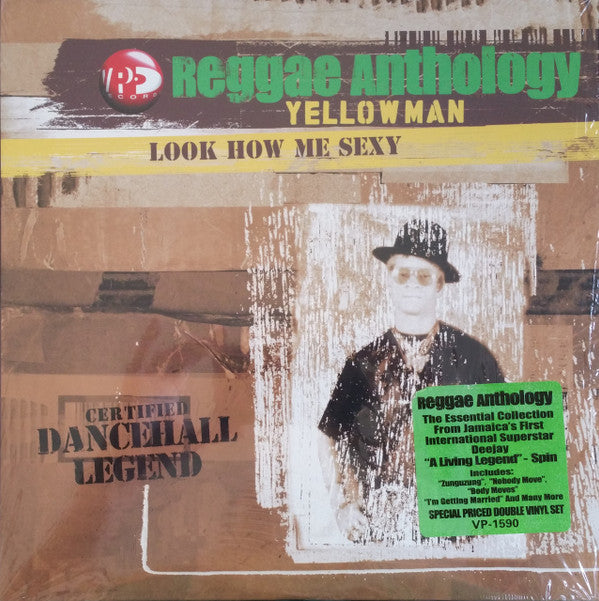 VP
RECORDS
Reggae Anthology
YELLOWMAN
LOOK HOW ME SEXY
CERTIFIED
DANCEHALL
LEGEND
Reggae Anthology
The Essential Collection
From Jamaica's First
International Superstar
Deejay
"A Living Legend" - Spin
Includes:
"Zunguzung", "Nobody Move",
"Body Moves"
"I'm Getting Married" And Many More
SPECIAL PRICED DOUBLE VINYL SET
VP-1590